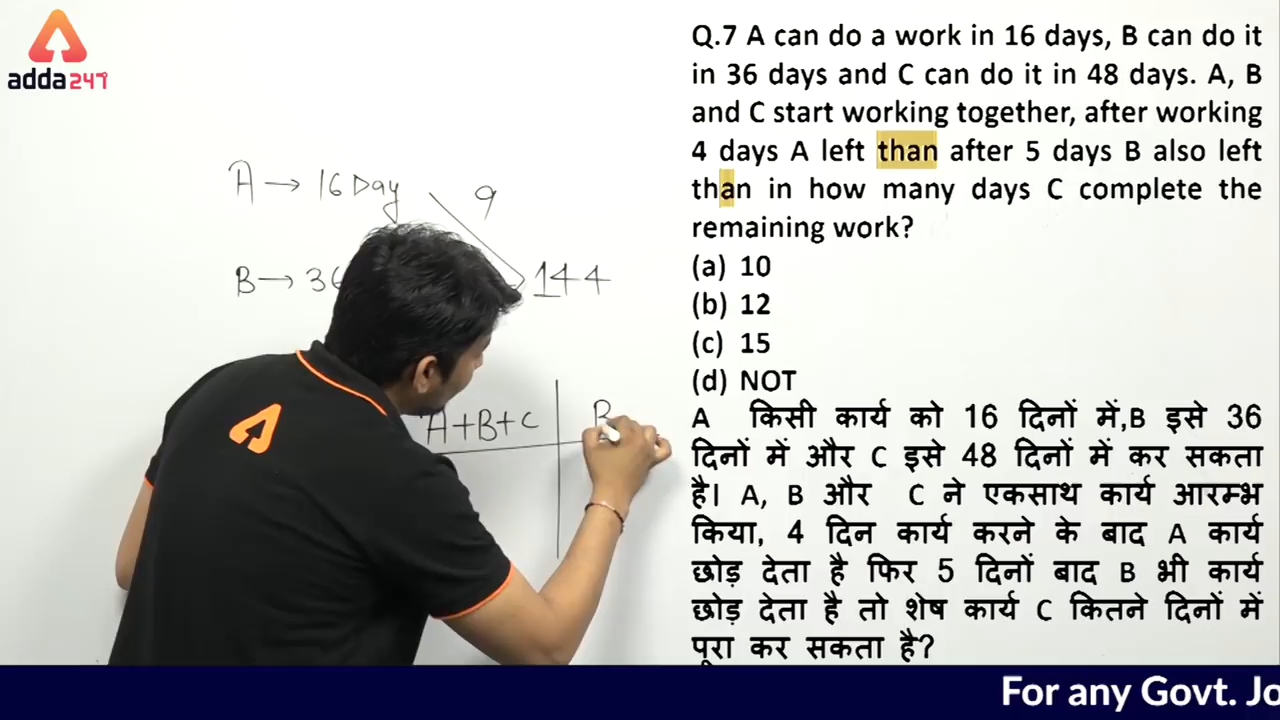 adda247
Q.7 A can do a work in 16 days, B can do it
in 36 days and C can do it in 48 days. A, B
and C start working together, after working
4 days A left than after 5 days B also left
than in how many days C complete the
remaining work?
(a) 10
(b) 12
(c) 15
(d) NOT
A किसी कार्य को 16 दिनों में,B इसे 36
दिनों में और C इसे 48 दिनों में कर सकता
है। A, B और C ने एकसाथ कार्य आरम्भ
किया, 4 दिन कार्य करने के बाद A कार्य
छोड़ देता है फिर 5 दिनों बाद B भी कार्य
छोड़ देता है तो शेष कार्य C कितने दिनों में
पूरा कर सकता है?
A → 16 Day 9
B → 36 144
A+B+C B
For any Govt. Jo